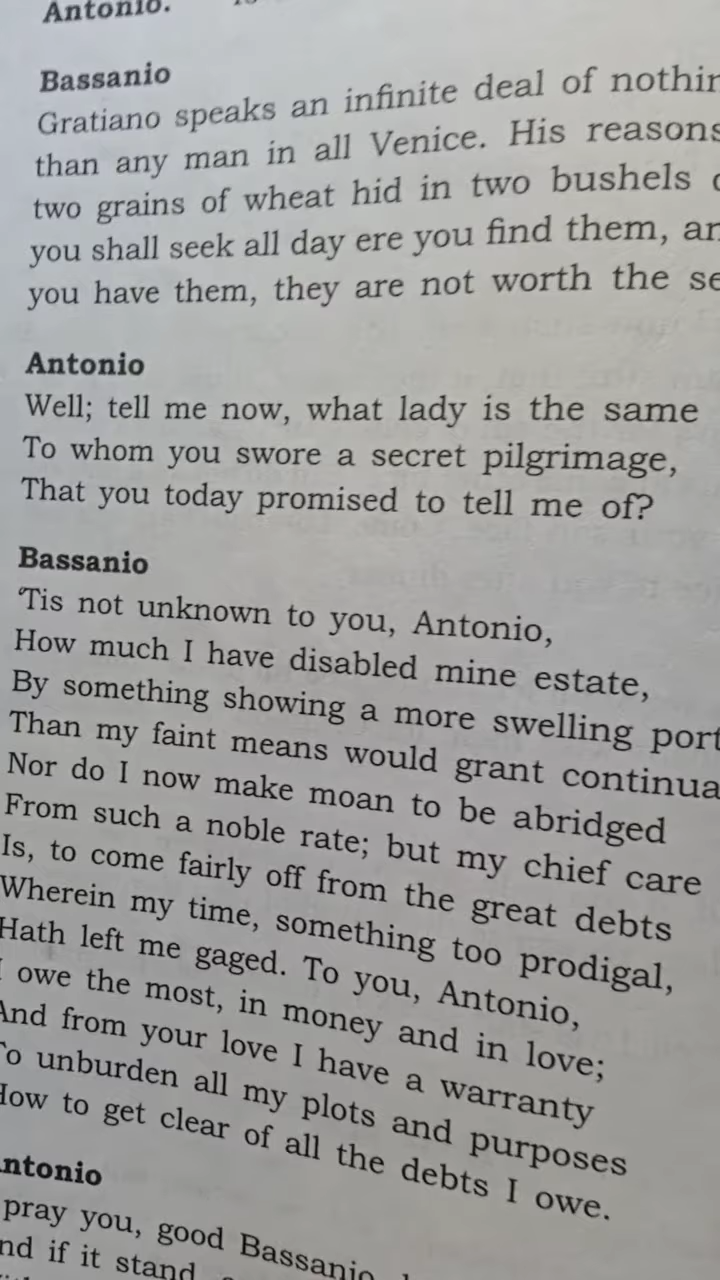 Antonio.
Bassanio
Gratiano speaks an infinite deal of
than any man in all Venice. His reasons
two grains of wheat hid in two bushels
you shall seek all day ere you find them,
you have them, they are not worth the
Antonio
Well; tell me now, what lady is the same
To whom you swore a secret pilgrimage,
That you today promised to tell me of?
Bassanio
'Tis not unknown to you, Antonio,
How much I have disabled mine estate,
By something showing a more swelling port
Than my faint means would grant
Nor do I now make moan to be abridged
From such a noble rate; but my chief care
Is, to come fairly off from the great debts
Wherein my time, something too prodigal,
Hath left me gaged. To you, Antonio,
I owe the most, in money and in love;
And from your love I have a warranty
To unburden all my plots and purposes
How to get clear of all the debts I owe.
ntonio
pray you, good Bassanio
nd if it stand